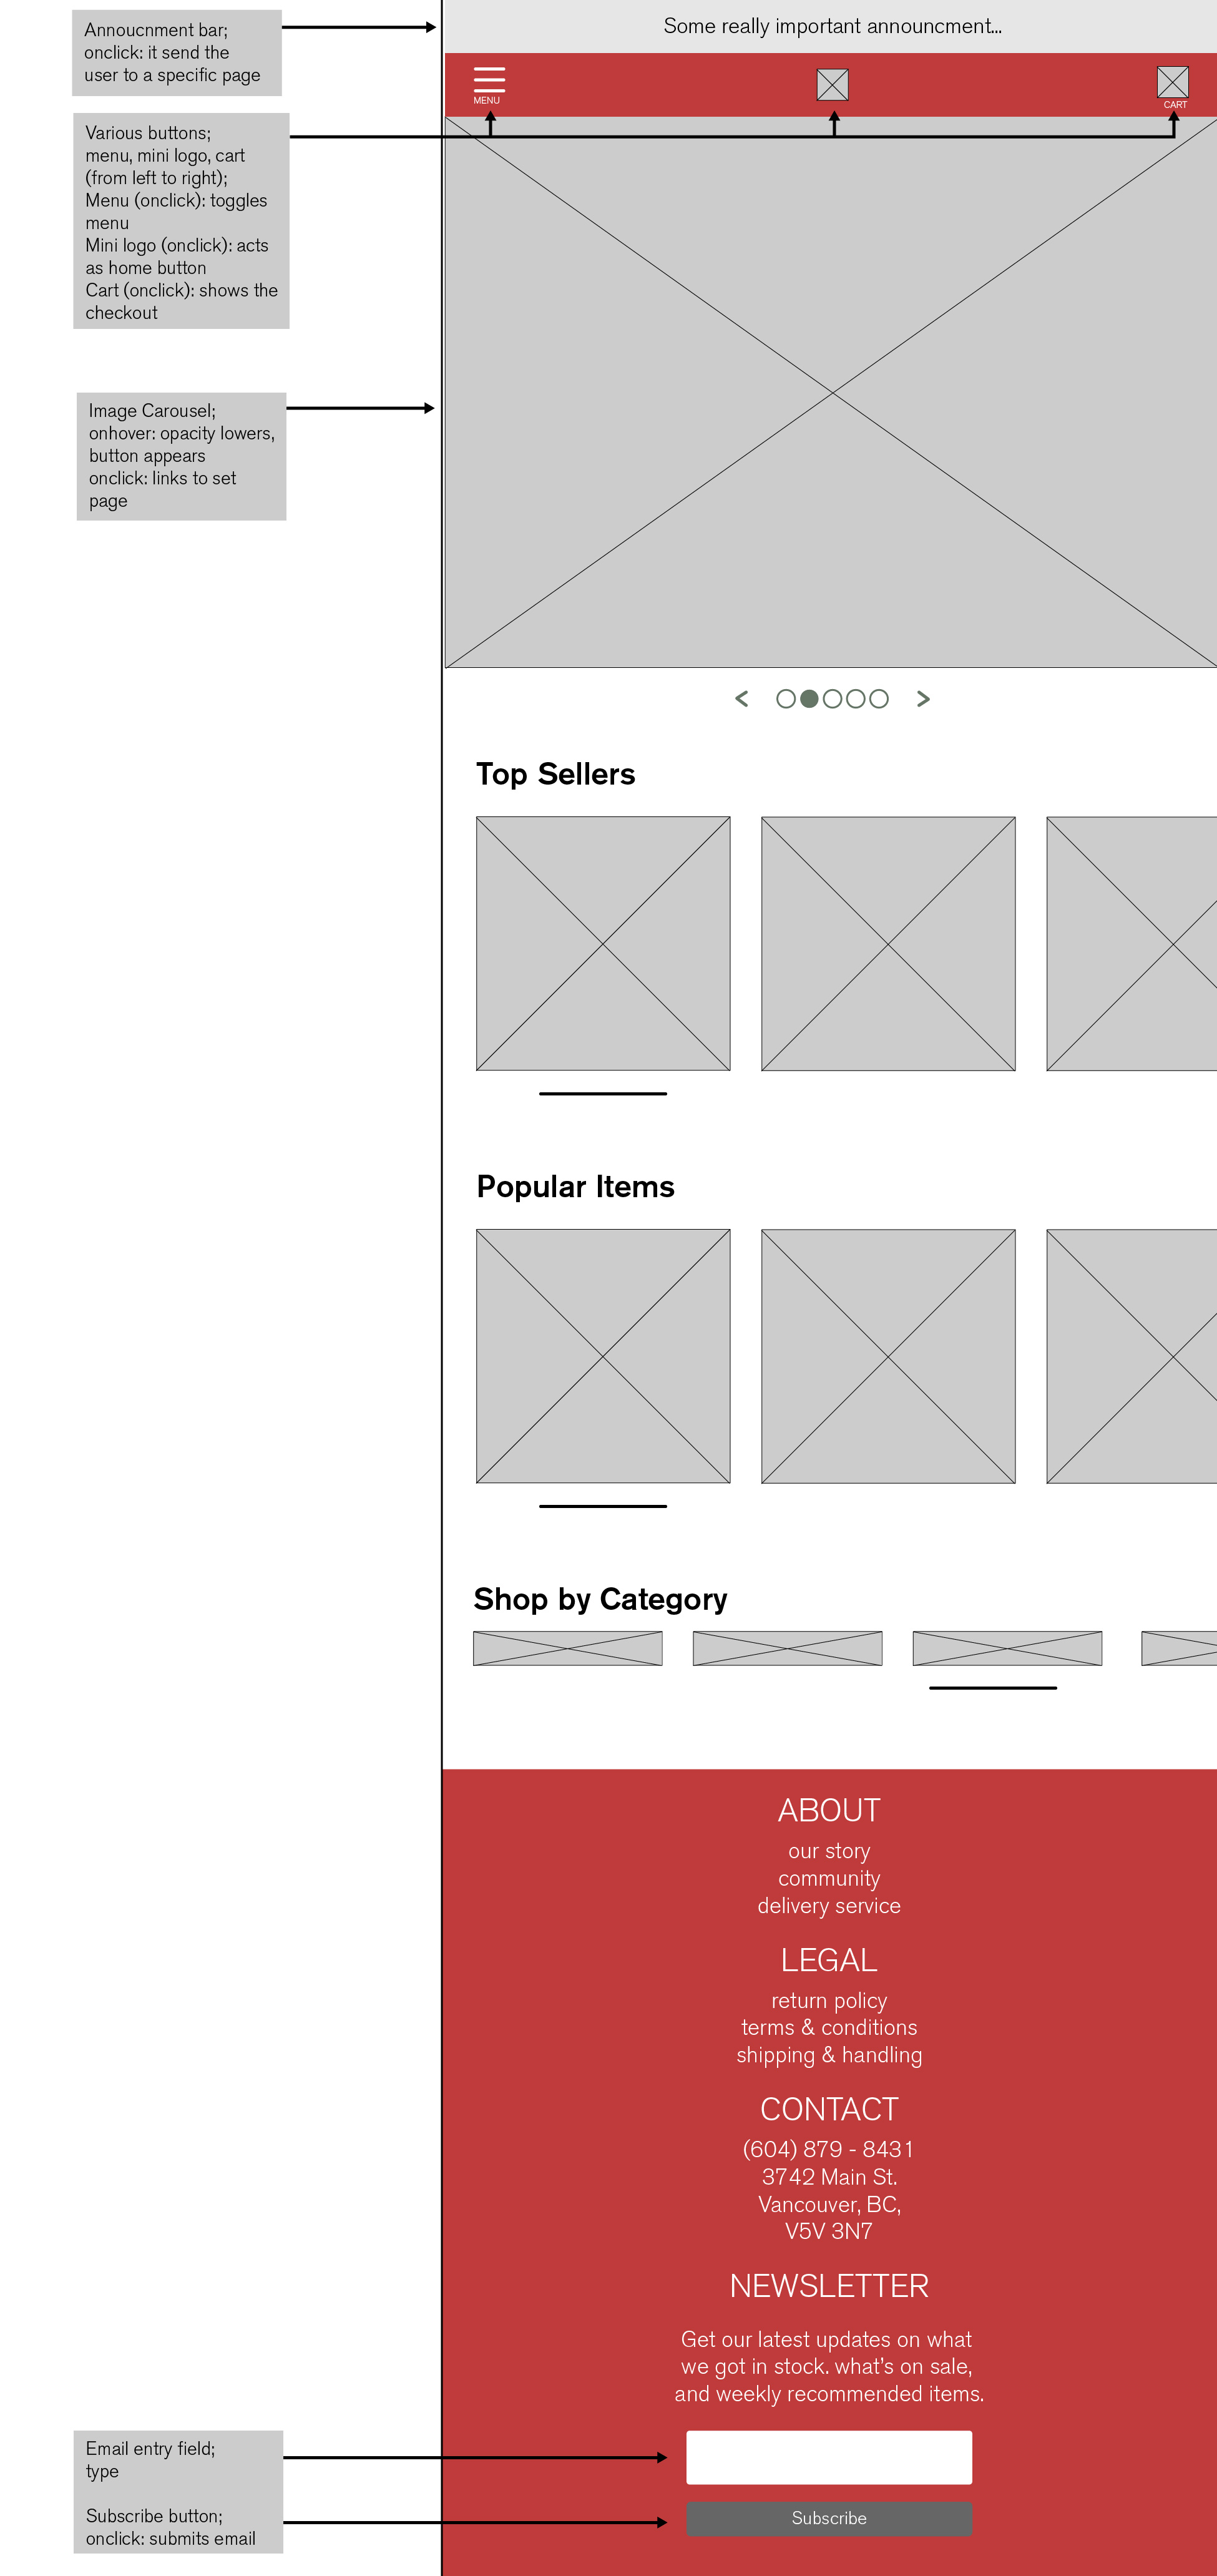 Annoucnment bar;
onclick: it send the
user to a specific page
Some really important announcment...
MENU
CART
Various buttons;
menu, mini logo, cart
(from left to right);
Menu (onclick): toggles
menu
Mini logo (onclick): acts
as home button
Cart (onclick): shows the
checkout
Image Carousel;
onhover: opacity lowers,
button appears
onclick: links to set
page
Top Sellers
Popular Items
Shop by Category
ABOUT
our story
community
delivery service
LEGAL
return policy
terms & conditions
shipping & handling
CONTACT
(604) 879 - 8431
3742 Main St.
Vancouver, BC,
V5V 3N7
NEWSLETTER
Get our latest updates on what
we got in stock. what's on sale,
and weekly recommended items.
Email entry field;
type
Subscribe button;
onclick: submits email
Subscribe